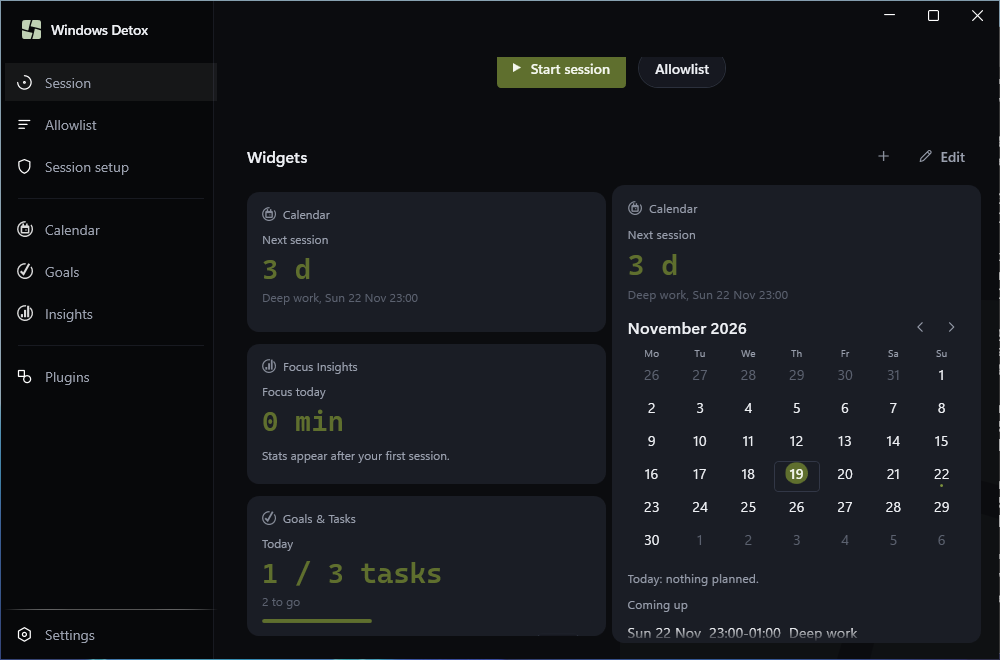 Windows Detox
Session
Allowlist
Session setup
Calendar
Goals
Insights
Plugins
Settings
Start session
Allowlist
Widgets
Edit
Calendar
Next session
3 d
Deep work, Sun 22 Nov 23:00
Focus Insights
Focus today
0 min
Stats appear after your first session.
Goals & Tasks
Today
1 / 3 tasks
2 to go
Calendar
Next session
3 d
Deep work, Sun 22 Nov 23:00
November 2026
Mo Tu We Th Fr Sa Su
26 27 28 29 30 31 1
2 3 4 5 6 7 8
9 10 11 12 13 14 15
16 17 18 19 20 21 22
23 24 25 26 27 28 29
30 1 2 3 4 5 6
Today: nothing planned.
Coming up
Sun 22 Nov 23:00-01:00 Deep work